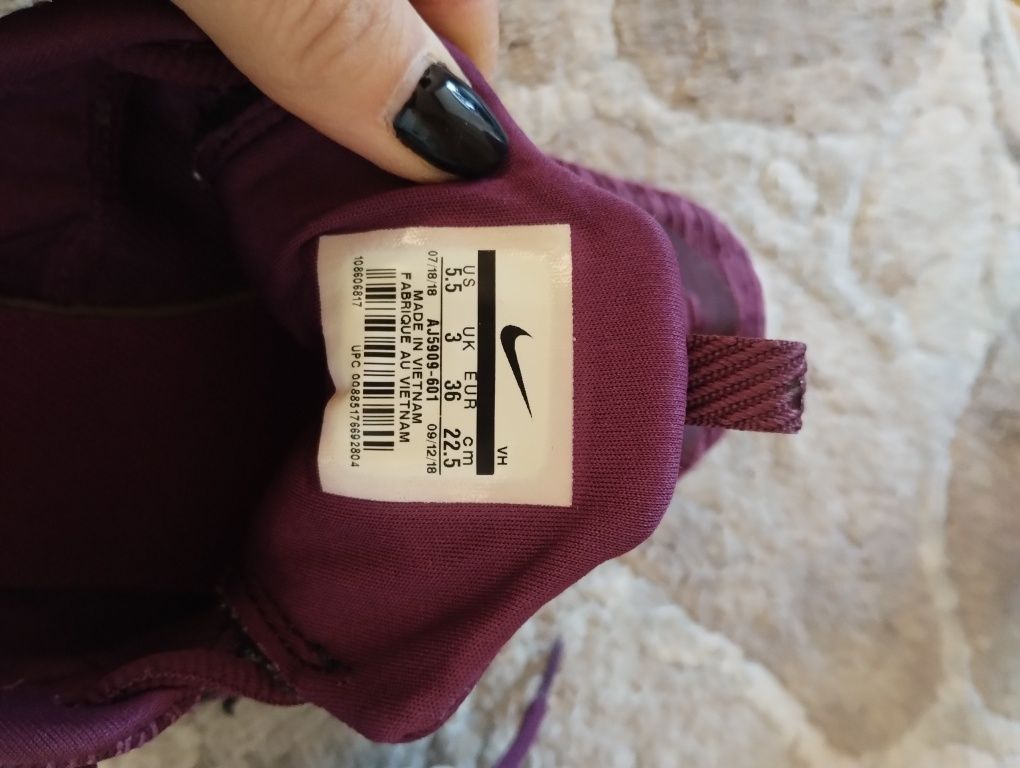 VH
US UK EUR cm
5.5 3 36 22.5
07/18/18 AJ5909-601 09/12/18
MADE IN VIETNAM
FABRIQUE AU VIETNAM
108606817 UPC 00885176692804